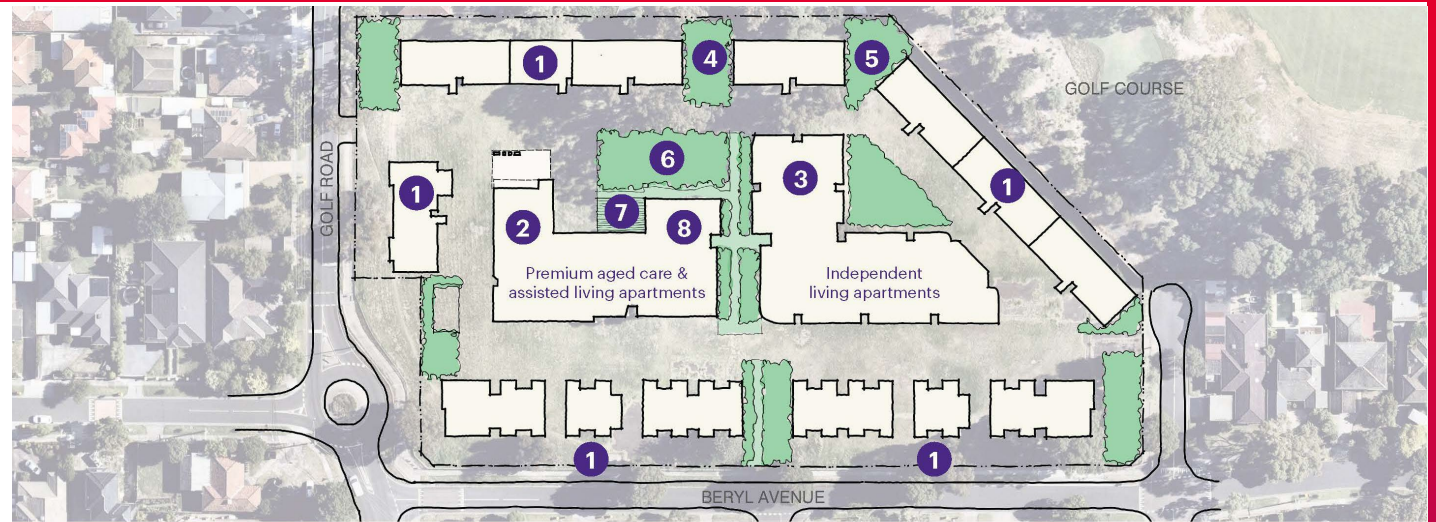 1
4
5
GOLF COURSE
6
3
1
1
GOLF ROAD
7
2
8
Premium aged care &
assisted living apartments
Independent
living apartments
1
1
BERYL AVENUE